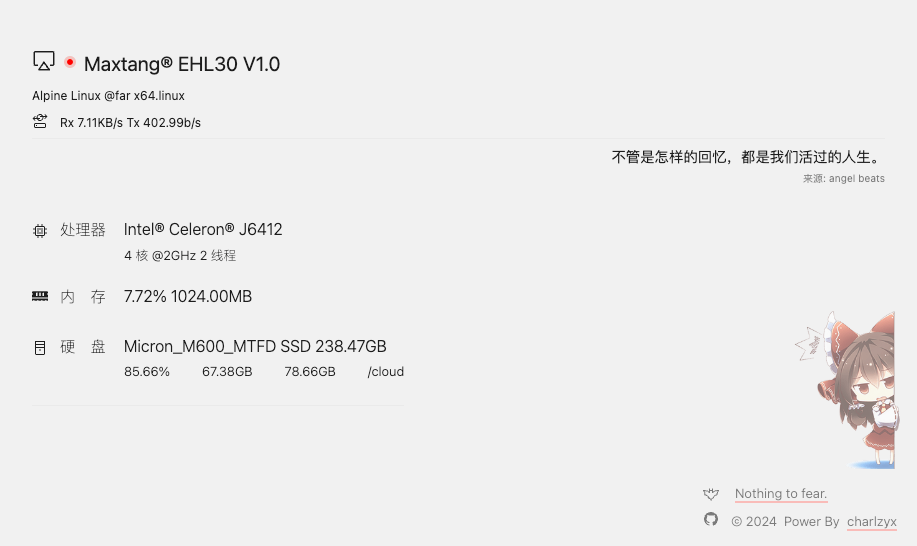 Maxtang® EHL30 V1.0
Alpine Linux @far x64.linux
Rx 7.11KB/s Tx 402.99b/s
不管是怎样的回忆，都是我们活过的人生。
来源: angel beats
处理器 Intel® Celeron® J6412
4 核 @2GHz 2 线程
内 存 7.72% 1024.00MB
硬 盘 Micron_M600_MTFD SSD 238.47GB
85.66% 67.38GB 78.66GB /cloud
Nothing to fear.
© 2024 Power By charlzyx